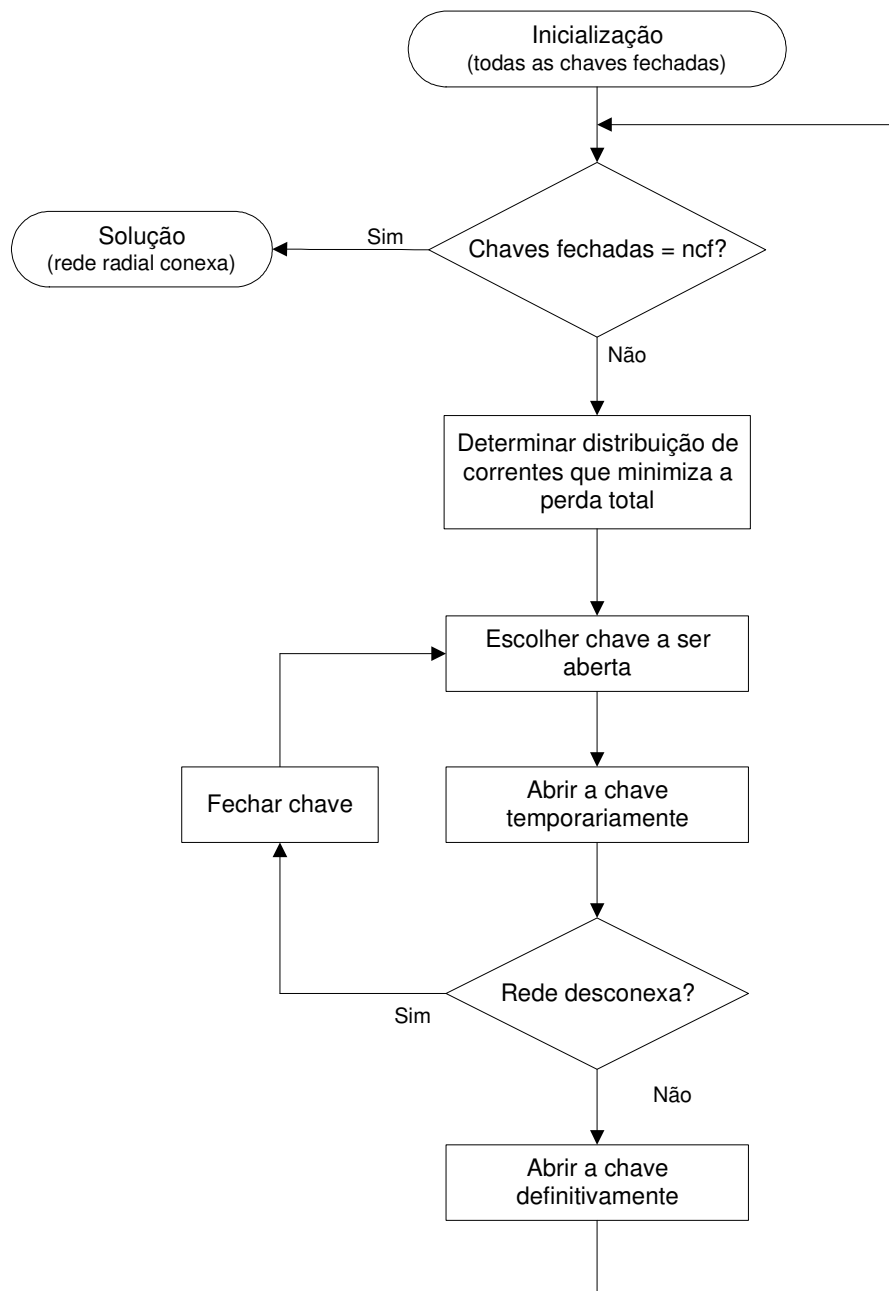 Inicialização
(todas as chaves fechadas)
Chaves fechadas = ncf?
Sim
Solução
(rede radial conexa)
Não
Determinar distribuição de
correntes que minimiza a
perda total
Escolher chave a ser
aberta
Abrir a chave
temporariamente
Fechar chave
Rede desconexa?
Sim
Não
Abrir a chave
definitivamente